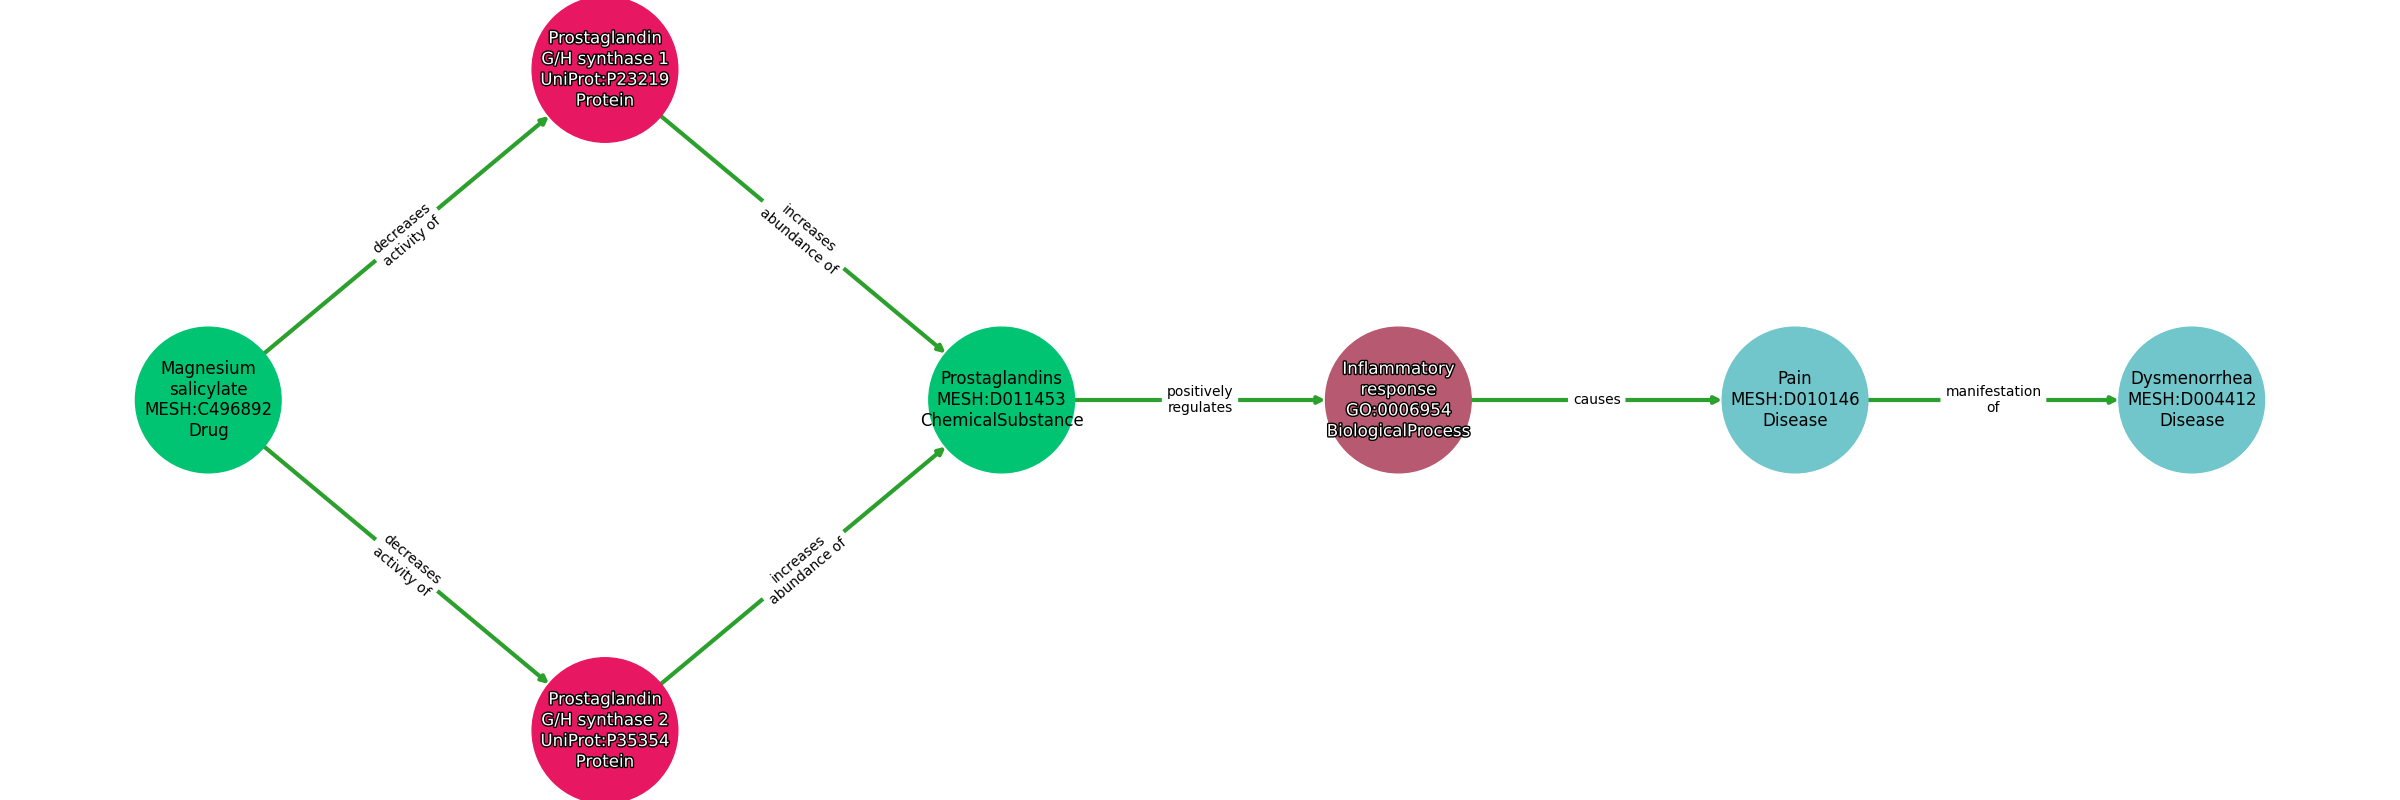 Prostaglandin
G/H synthase 1
UniProt:P23219
Protein
decreases
activity of
increases
abundance of
Magnesium
salicylate
MESH:C496892
Drug
Prostaglandins
MESH:D011453
ChemicalSubstance
positively
regulates
Inflammatory
response
GO:0006954
BiologicalProcess
causes
Pain
MESH:D010146
Disease
manifestation
of
Dysmenorrhea
MESH:D004412
Disease
decreases
activity of
increases
abundance of
Prostaglandin
G/H synthase 2
UniProt:P35354
Protein